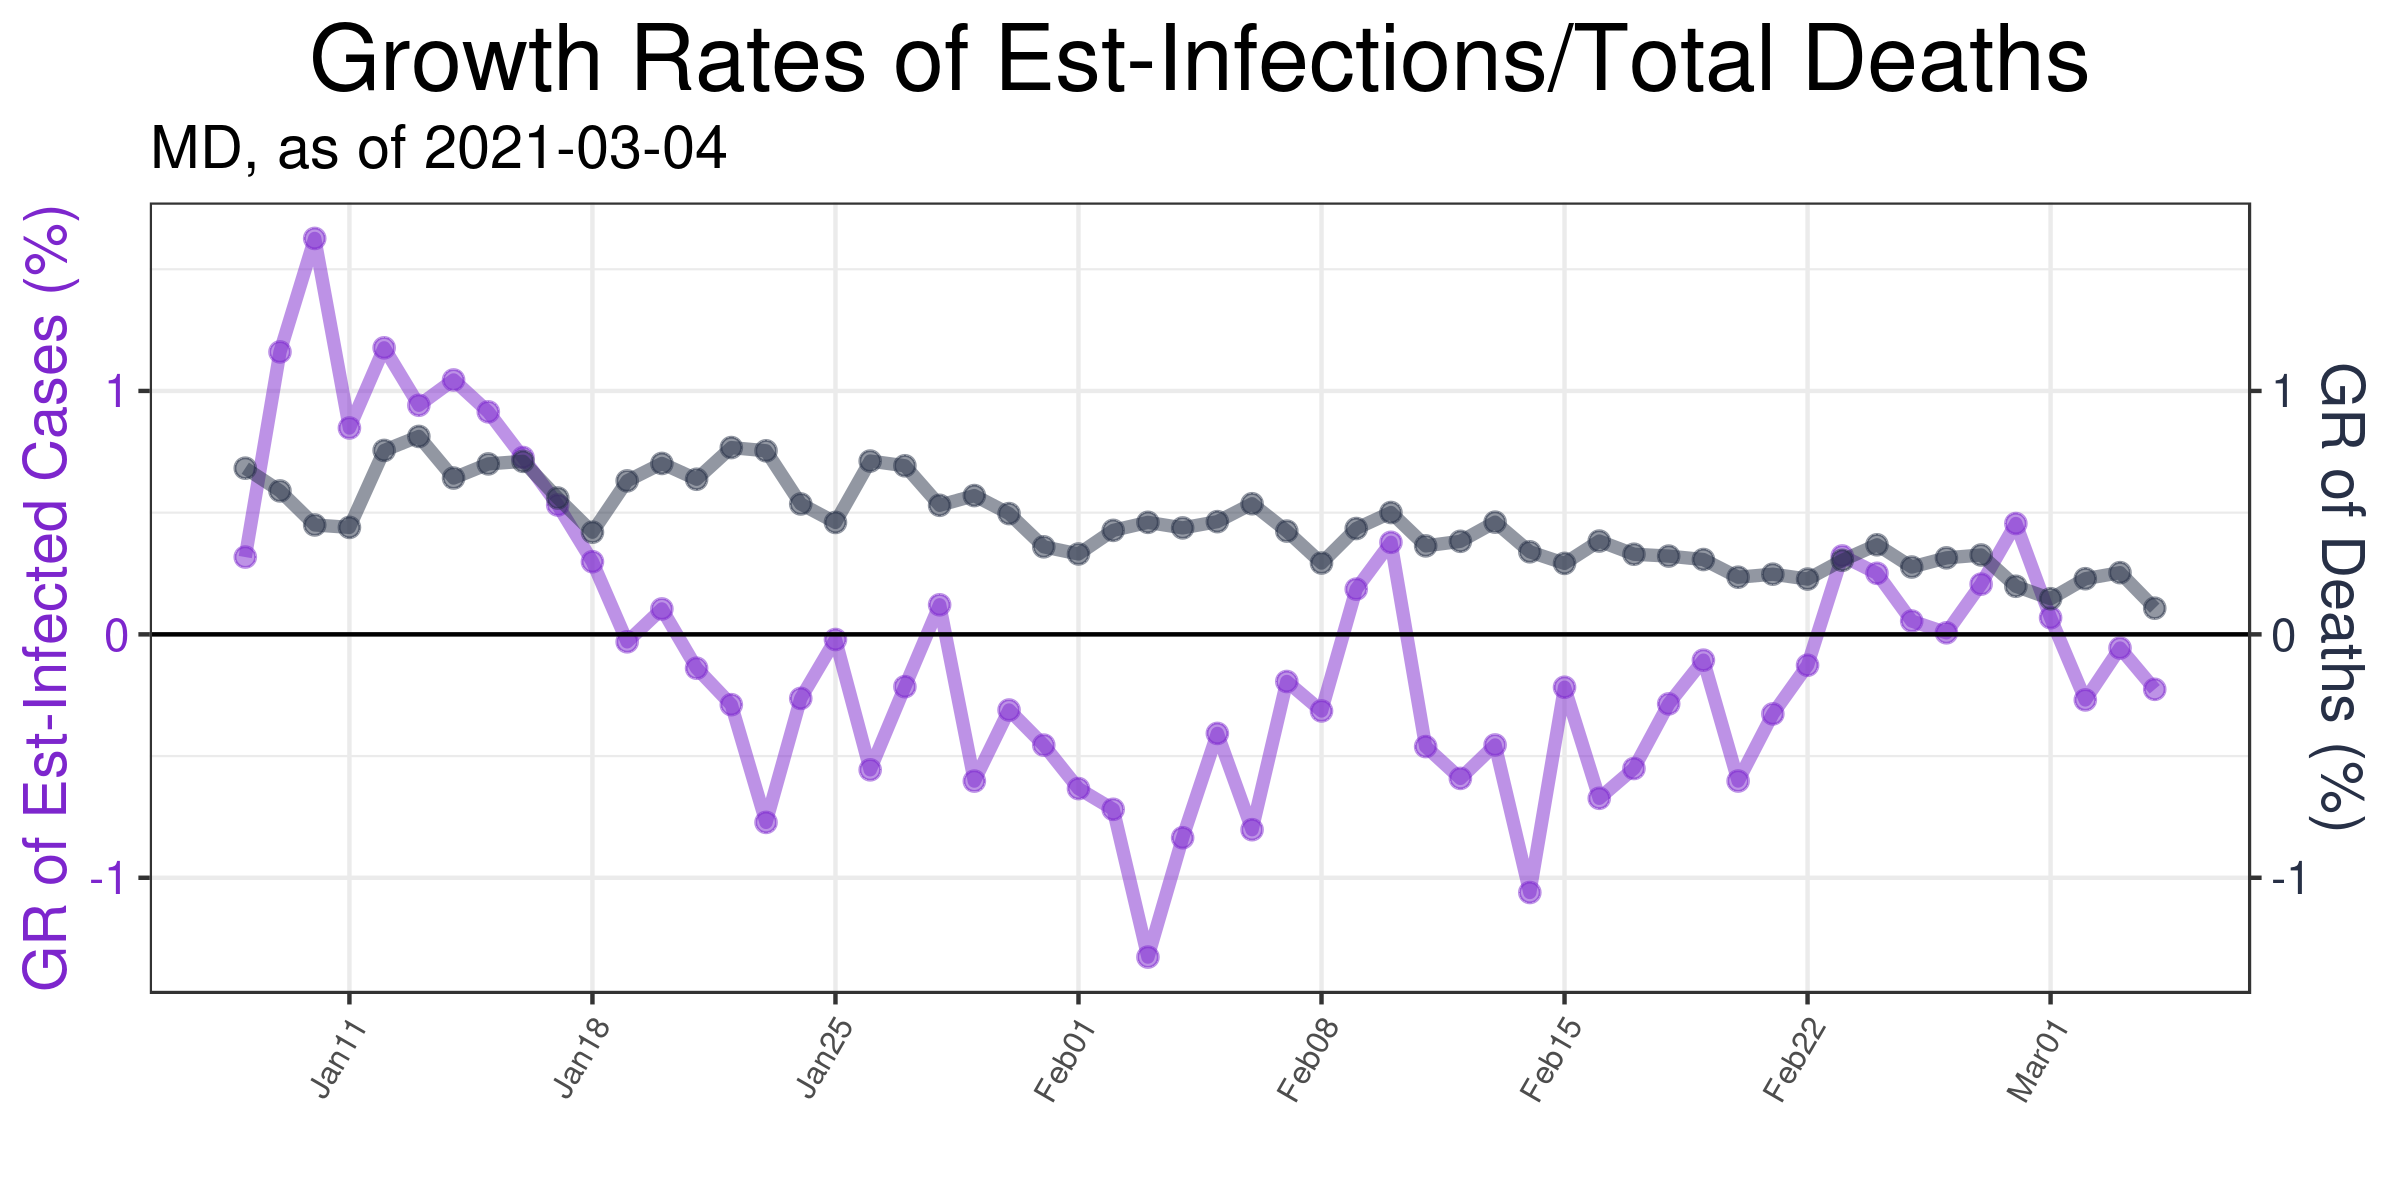 Growth Rates of Est-Infections/Total Deaths
MD, as of 2021-03-04
GR of Est-Infected Cases (%)
1
0
-1
GR of Deaths (%)
1
0
-1
Jan11
Jan18
Jan25
Feb01
Feb08
Feb15
Feb22
Mar01